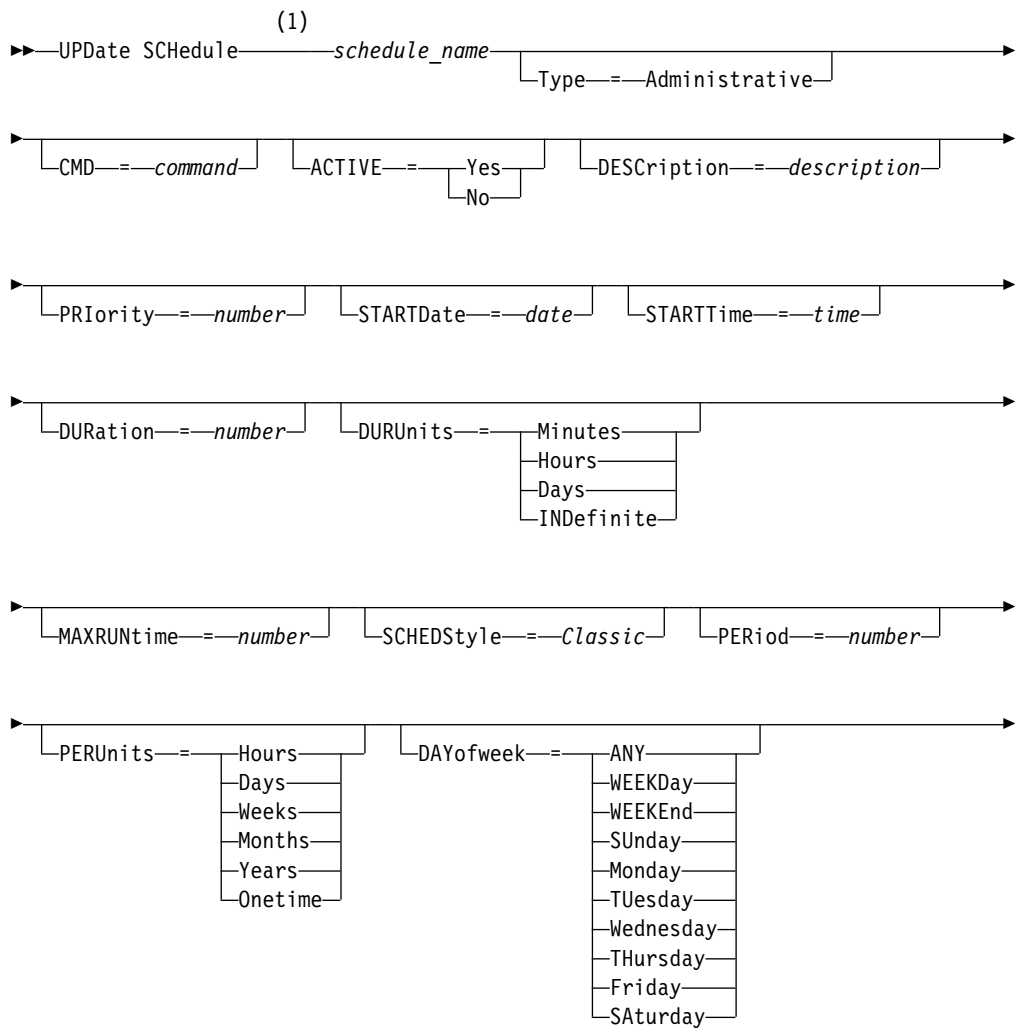 (1)
UPDate SCHedule schedule_name
Type = Administrative
CMD = command ACTIVE = Yes DESCription = description
No
PRIority = number STARTDate = date STARTTime = time
DURation = number DURUnits = Minutes
Hours
Days
INDefinite
MAXRUNtime = number SCHEDStyle = Classic PERiod = number
PERUnits = Hours DAYofweek = ANY
Days WEEKDay
Weeks WEEKEnd
Months SUnday
Years Monday
Onetime TUesday
Wednesday
THursday
Friday
SAturday